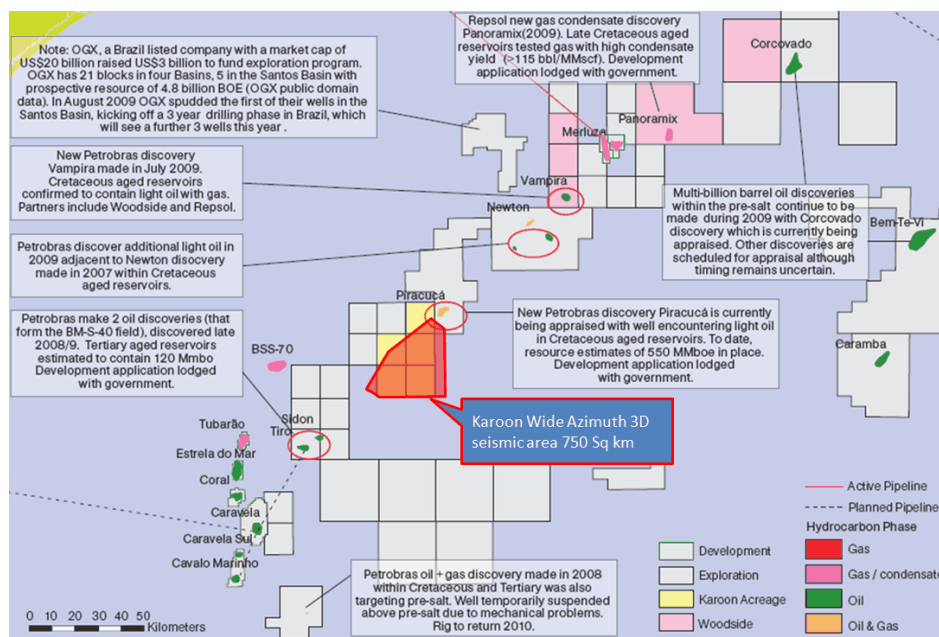 Note: OGX, a Brazil listed company with a market cap of
US$20 billion raised US$3 billion to fund exploration program.
OGX has 21 blocks in four Basins, 5 in the Santos Basin with
prospective resource of 4.8 billion BOE (OGX public domain
data). In August 2009 OGX spudded the first of their wells in the
Santos Basin, kicking off a 3 year drilling phase in Brazil, which
will see a further 3 wells this year .
Repsol new gas condensate discovery
Panoramix(2009). Late Cretaceous aged
reservoirs tested gas with high condensate
yield (>115 bbl/MMscf). Development
application lodged with government.
Corcovado
Panoramix
Merluza
New Petrobras discovery
Vampira made in July 2009.
Cretaceous aged reservoirs
confirmed to contain light oil with gas.
Partners include Woodside and Repsol.
Vampira
Newton
Multi-billion barrel oil discoveries
within the pre-salt continue to be
made during 2009 with Corcovado
discovery which is currently being
appraised. Other discoveries are
scheduled for appraisal although
timing remains uncertain.
Bem-Te-Vi
Petrobras discover additional light oil in
2009 adjacent to Newton disovery
made in 2007 within Cretaceous
aged reservoirs.
Piracucá
Petrobras make 2 oil discoveries (that
form the BM-S-40 field), discovered late
2008/9. Tertiary aged reservoirs
estimated to contain 120 Mmbo
Development application lodged
with government.
New Petrobras discovery Piracucá is currently
being appraised with well encountering light oil
in Cretaceous aged reservoirs. To date,
resource estimates of 550 MMboe in place.
Development application lodged
with government.
Caramba
BSS-70
Karoon Wide Azimuth 3D
seismic area 750 Sq km
Sidon
Tiro
Tubarão
Estrela do Mar
Coral
Caravela
Caravela Sul
Cavalo Marinho
Petrobras oil + gas discovery made in 2008
within Cretaceous and Tertiary was also
targeting pre-salt. Well temporarily suspended
above pre-salt due to mechanical problems.
Rig to return 2010.
0 10 20 30 40 50
Kilometers
Development
Exploration
Karoon Acreage
Woodside
Active Pipeline
Planned Pipeline
Hydrocarbon Phase
Gas
Gas / condensate
Oil
Oil & Gas